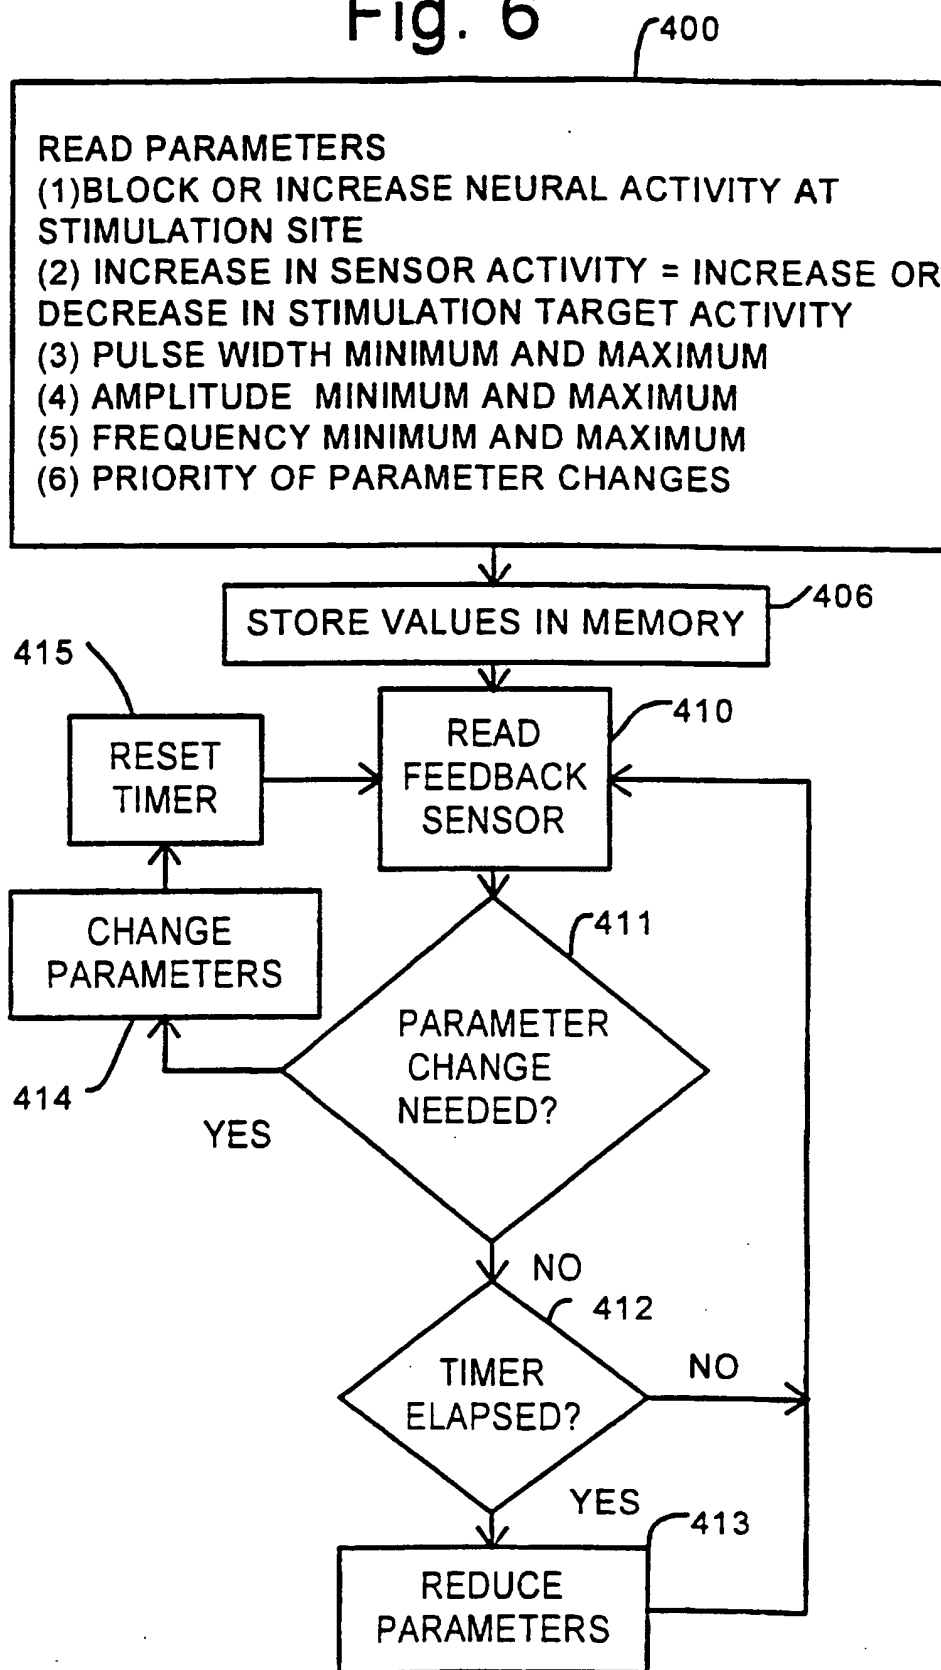 Fig. 6
400
READ PARAMETERS
(1)BLOCK OR INCREASE NEURAL ACTIVITY AT
STIMULATION SITE
(2) INCREASE IN SENSOR ACTIVITY = INCREASE OR
DECREASE IN STIMULATION TARGET ACTIVITY
(3) PULSE WIDTH MINIMUM AND MAXIMUM
(4) AMPLITUDE MINIMUM AND MAXIMUM
(5) FREQUENCY MINIMUM AND MAXIMUM
(6) PRIORITY OF PARAMETER CHANGES
STORE VALUES IN MEMORY
406
415
RESET
TIMER
READ
FEEDBACK
SENSOR
410
CHANGE
PARAMETERS
414
411
PARAMETER
CHANGE
NEEDED?
YES
NO
412
TIMER
ELAPSED?
NO
YES
413
REDUCE
PARAMETERS